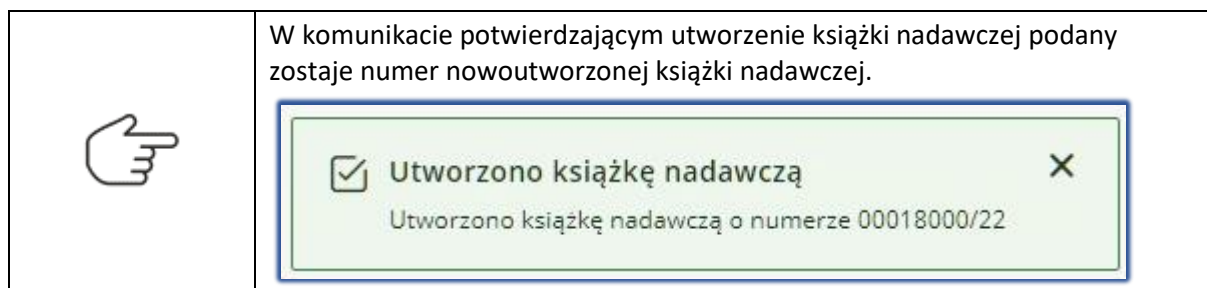 W komunikacie potwierdzającym utworzenie książki nadawczej podany
zostaje numer nowoutworzonej książki nadawczej.
Utworzono książkę nadawczą
Utworzono książkę nadawczą o numerze 00018000/22